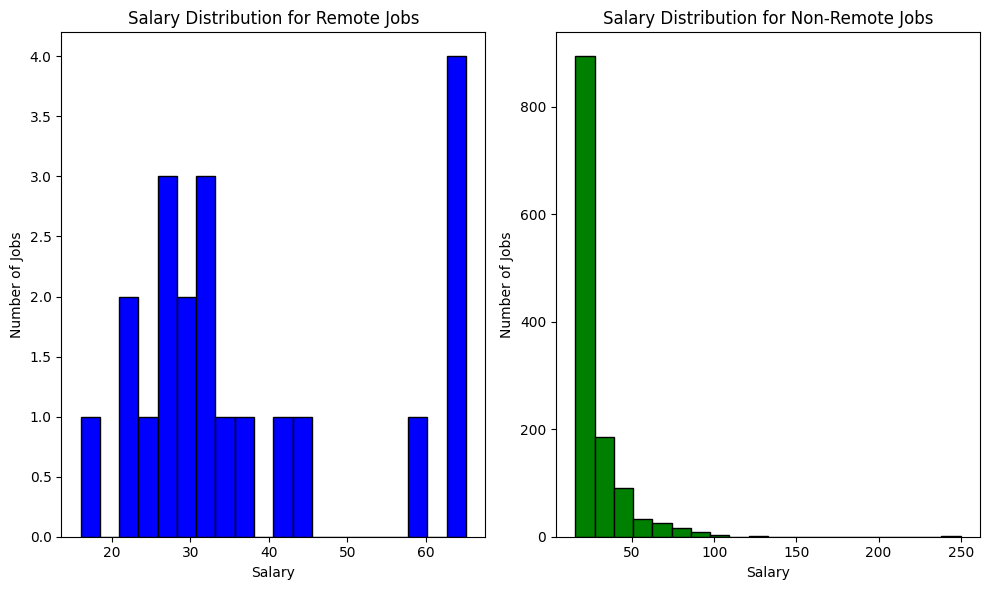 Salary Distribution for Remote Jobs
Number of Jobs
4.0
3.5
3.0
2.5
2.0
1.5
1.0
0.5
0.0
20 30 40 50 60
Salary
Salary Distribution for Non-Remote Jobs
Number of Jobs
800
600
400
200
0
50 100 150 200 250
Salary